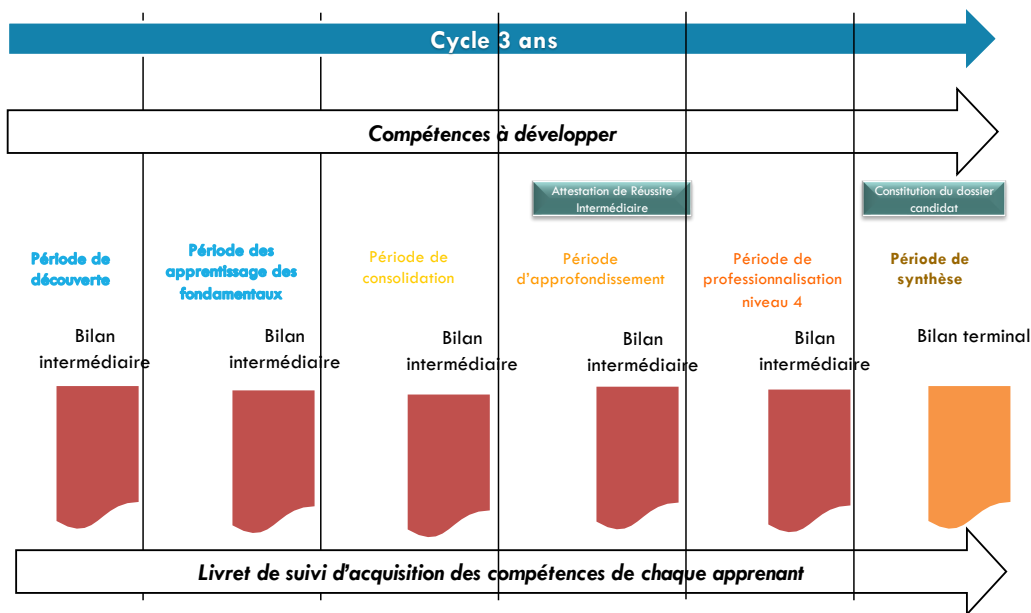 Cycle 3 ans
Compétences à développer
Attestation de Réussite
Intermédiaire
Constitution du dossier
candidat
Période de
découverte
Période des
apprentissage des
fondamentaux
Période de
consolidation
Période
d'approfondissement
Période de
professionnalisation
niveau 4
Période de
synthèse
Bilan
intermédiaire
Bilan
intermédiaire
Bilan
intermédiaire
Bilan
intermédiaire
Bilan
intermédiaire
Bilan terminal
Livret de suivi d'acquisition des compétences de chaque apprenant